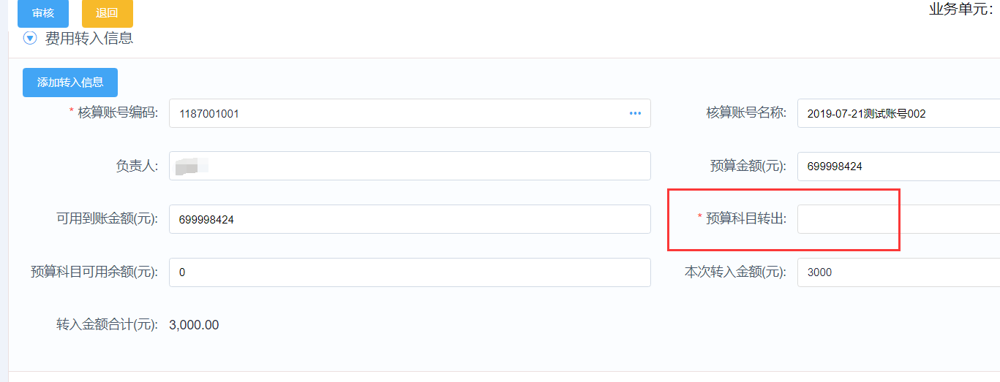 审核 退回 业务单元：
费用转入信息
添加转入信息
* 核算账号编码: 1187001001 ••• 核算账号名称: 2019-07-21测试账号002
负责人: 预算金额(元): 699998424
可用到账金额(元): 699998424 * 预算科目转出:
预算科目可用余额(元): 0 本次转入金额(元): 3000
转入金额合计(元): 3,000.00